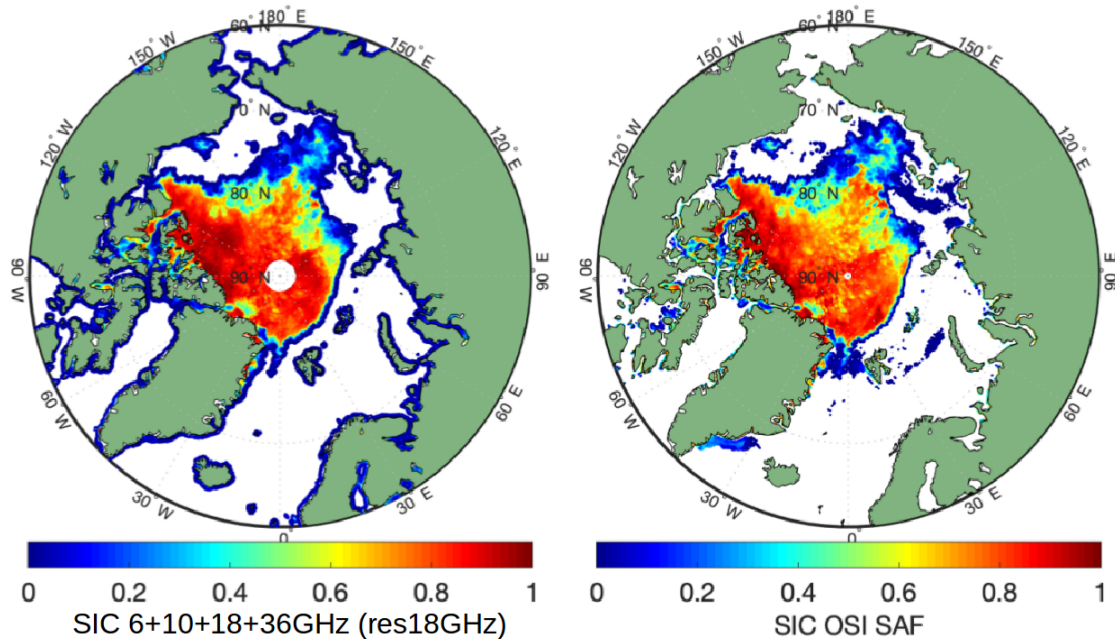 180° E
60° N
150° W
150° E
0° N
120° W
120° E
80° N
90° W
90° N
90° E
60° W
60° E
30° W
30° E
0°
0 0.2 0.4 0.6 0.8 1
SIC 6+10+18+36GHz (res18GHz)
180° E
60° N
150° W
150° E
70° N
120° W
120° E
80° N
90° W
90° N
90° E
60° W
60° E
30° W
30° E
0°
0 0.2 0.4 0.6 0.8 1
SIC OSI SAF